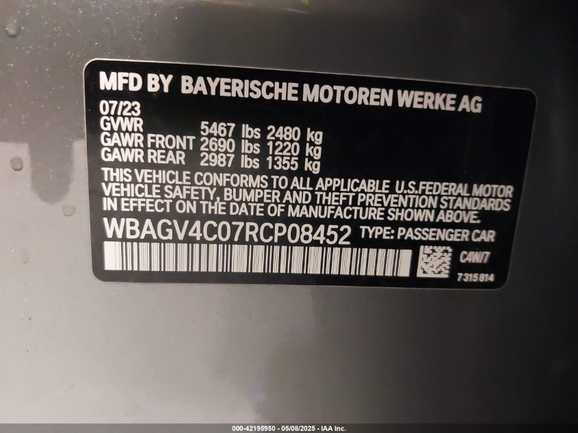 MFD BY BAYERISCHE MOTOREN WERKE AG
07/23
GVWR 5467 lbs 2480 kg
GAWR FRONT 2690 lbs 1220 kg
GAWR REAR 2987 lbs 1355 kg
THIS VEHICLE CONFORMS TO ALL APPLICABLE U.S.FEDERAL MOTOR
VEHICLE SAFETY, BUMPER, AND THEFT PREVENTION STANDARDS
IN EFFECT ON THE DATE OF MANUFACTURE SHOWN ABOVE.
WBAGV4C07RCP08452 TYPE: PASSENGER CAR
C4W/7
7315814
000-42195950 - 05/08/2025 - IAA Inc.